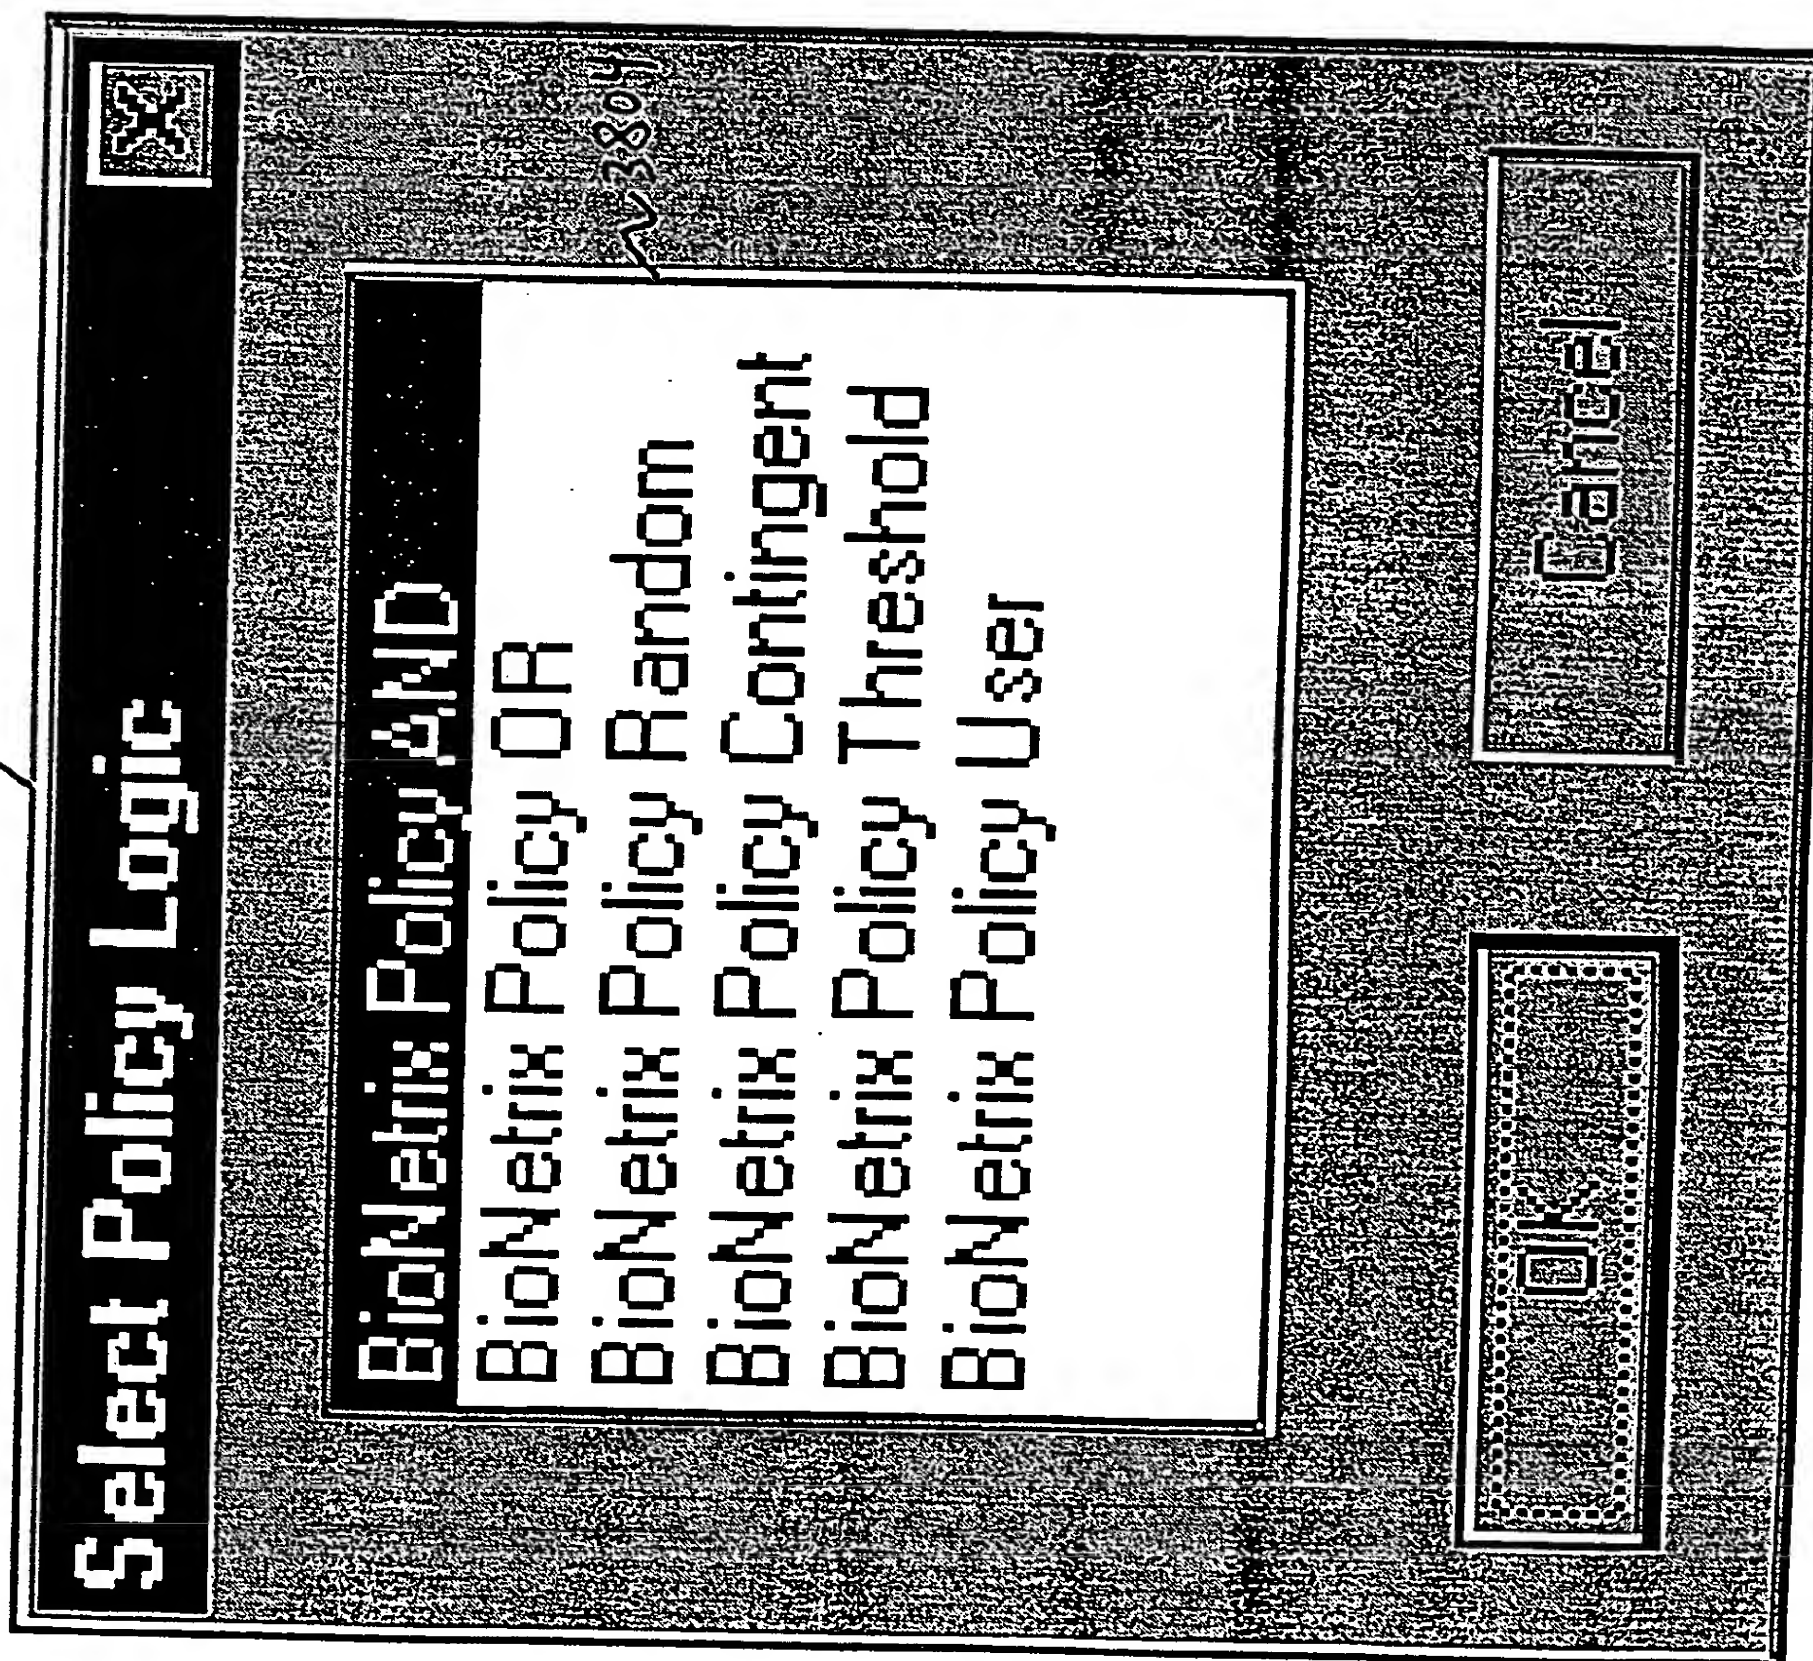 Select Policy Logic
BioNetrix Policy AND
BioNetrix Policy OR
BioNetrix Policy Random
BioNetrix Policy Contingent
BioNetrix Policy Threshold
BioNetrix Policy User
3804
OK
Cancel